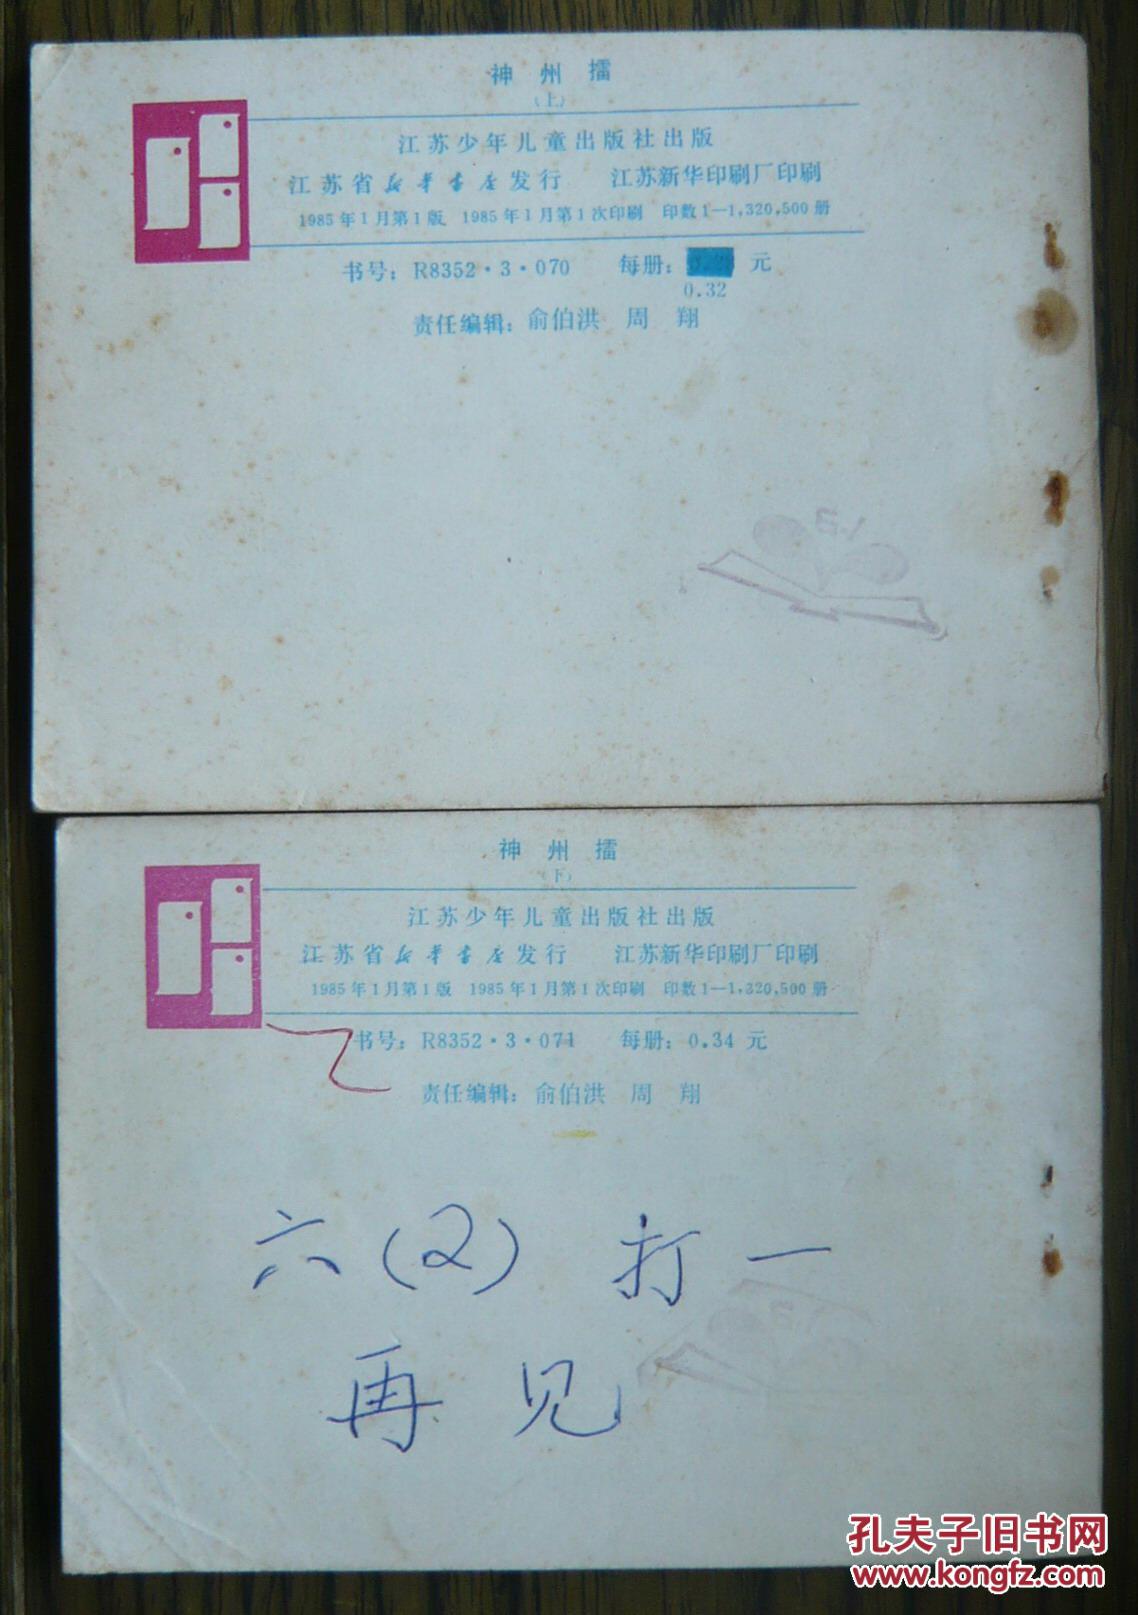 神州擂
(上)
江苏少年儿童出版社出版
江苏省新华书店发行 江苏新华印刷厂印刷
1985年1月第1版 1985年1月第1次印刷 印数1—1,320,500册
书号：R8352·3·070 每册： 元
0.32
责任编辑：俞伯洪 周 翔
神州擂
(下)
江苏少年儿童出版社出版
江苏省新华书店发行 江苏新华印刷厂印刷
1985年1月第1版 1985年1月第1次印刷 印数1—1,320,500册
书号：R8352·3·071 每册：0.34 元
责任编辑：俞伯洪 周 翔
六(2) 打一
再见
孔夫子旧书网
www.kongfz.com